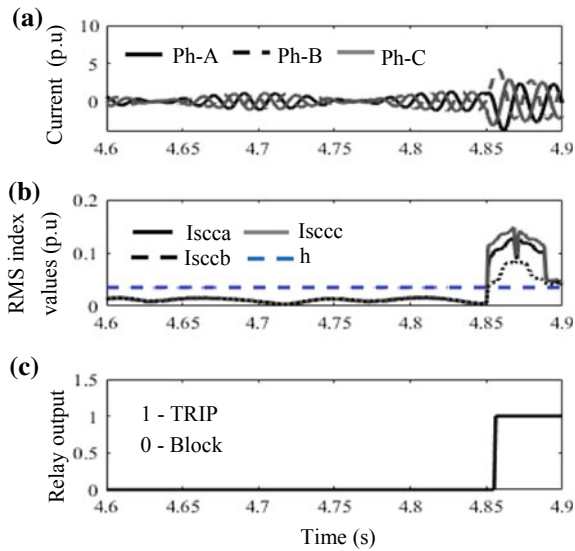 (a)
Current (p.u)
10
5
0
Ph-A
Ph-B
Ph-C
4.6 4.65 4.7 4.75 4.8 4.85 4.9
(b)
RMS index
values (p.u)
0.2
0.1
0
Iscca
Isccc
Isccb
h
4.6 4.65 4.7 4.75 4.8 4.85 4.9
(c)
Relay output
1.5
1
0.5
0
1 - TRIP
0 - Block
4.6 4.65 4.7 4.75 4.8 4.85 4.9
Time (s)